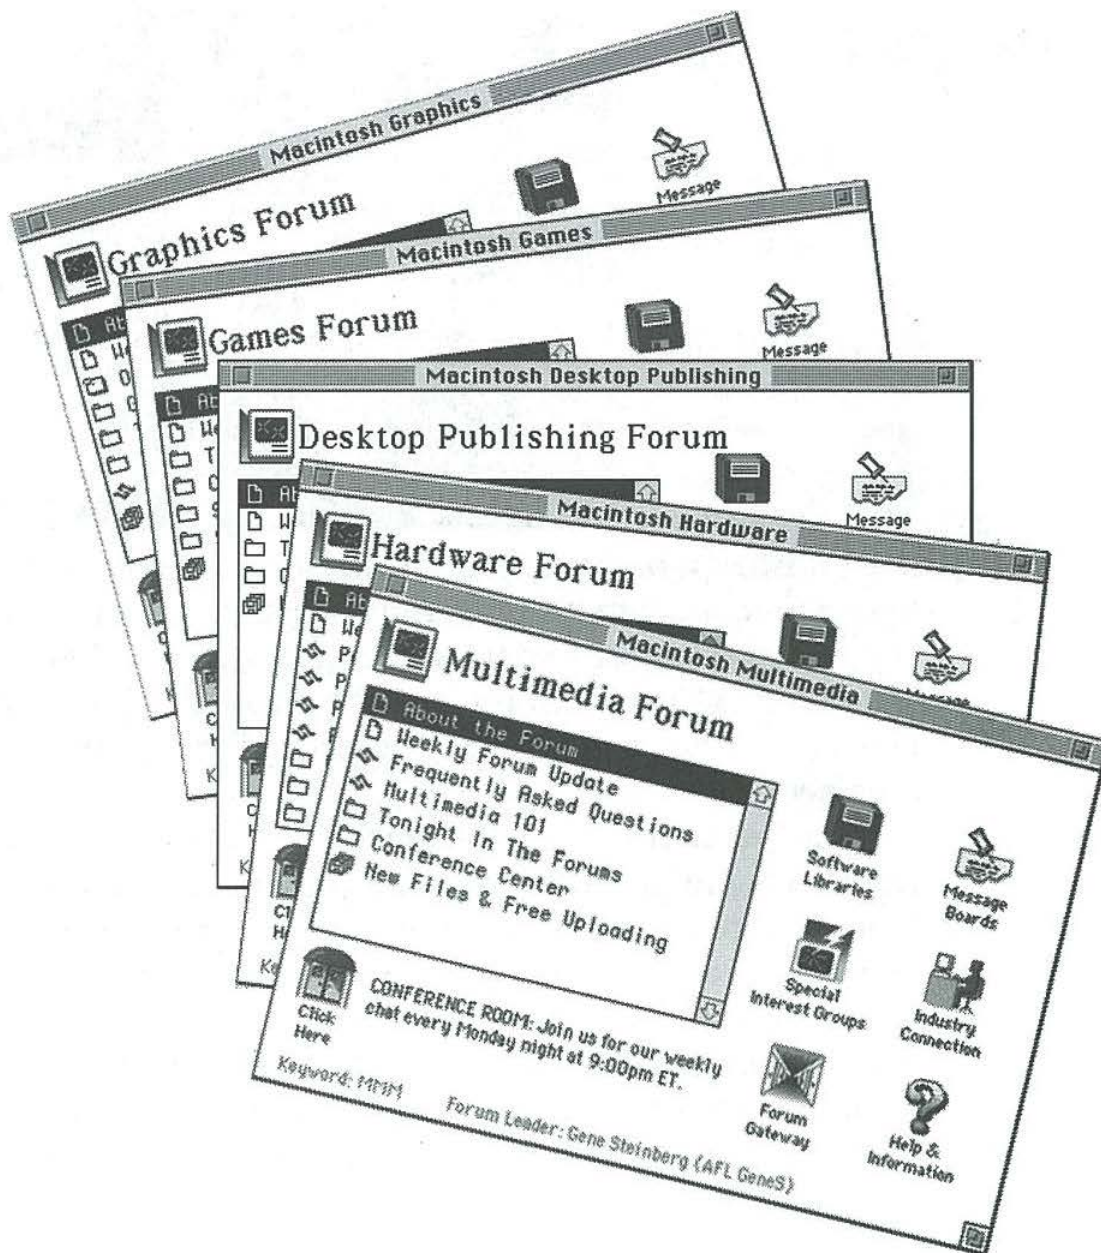 Macintosh Graphics
Graphics Forum
Message
Macintosh Games
Games Forum
Message
Macintosh Desktop Publishing
Desktop Publishing Forum
Message
Macintosh Hardware
Hardware Forum
Macintosh Multimedia
Multimedia Forum
About the Forum
Weekly Forum Update
Frequently Asked Questions
Multimedia 101
Tonight In The Forums
Conference Center
New Files & Free Uploading
Software
Libraries
Message
Boards
Special
Interest Groups
Industry
Connection
Forum
Gateway
Help &
Information
Click
Here
CONFERENCE ROOM: Join us for our weekly
chat every Monday night at 9:00pm ET.
Keyword: MMM
Forum Leader: Gene Steinberg (AFL GeneS)